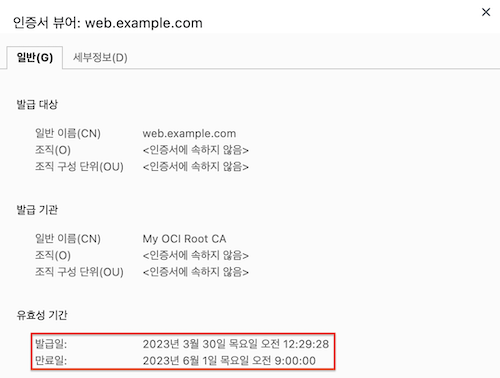 인증서 뷰어: web.example.com
일반(G) 세부정보(D)
발급 대상
일반 이름(CN) web.example.com
조직(O) <인증서에 속하지 않음>
조직 구성 단위(OU) <인증서에 속하지 않음>
발급 기관
일반 이름(CN) My OCI Root CA
조직(O) <인증서에 속하지 않음>
조직 구성 단위(OU) <인증서에 속하지 않음>
유효성 기간
발급일: 2023년 3월 30일 목요일 오전 12:29:28
만료일: 2023년 6월 1일 목요일 오전 9:00:00